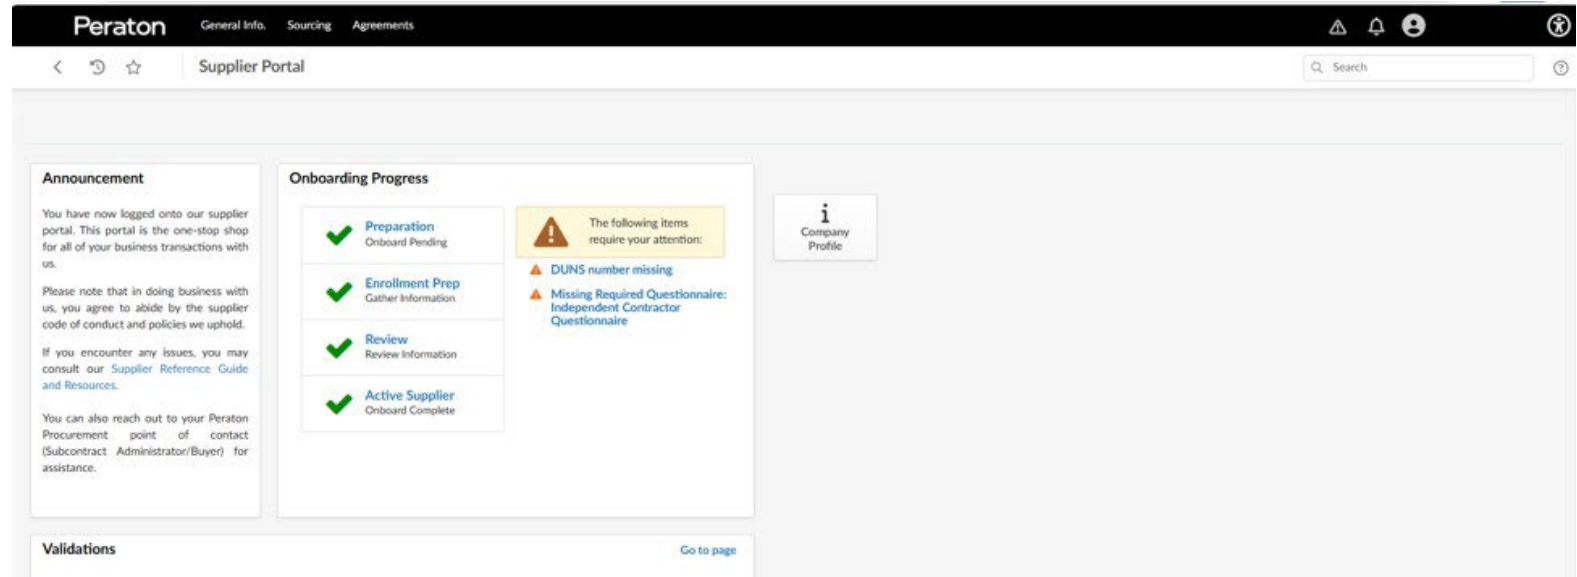 Peraton
General Info. Sourcing Agreements
Supplier Portal
Search
Announcement
You have now logged onto our supplier
portal. This portal is the one-stop shop
for all of your business transactions with
us.
Please note that in doing business with
us, you agree to abide by the supplier
code of conduct and policies we uphold.
If you encounter any issues, you may
consult our Supplier Reference Guide
and Resources.
You can also reach out to your Peraton
Procurement point of contact
(Subcontract Administrator/Buyer) for
assistance.
Onboarding Progress
Preparation
Onboard Pending
Enrollment Prep
Gather Information
Review
Review Information
Active Supplier
Onboard Complete
The following items
require your attention:
DUNS number missing
Missing Required Questionnaire:
Independent Contractor
Questionnaire
Company
Profile
Validations
Go to page